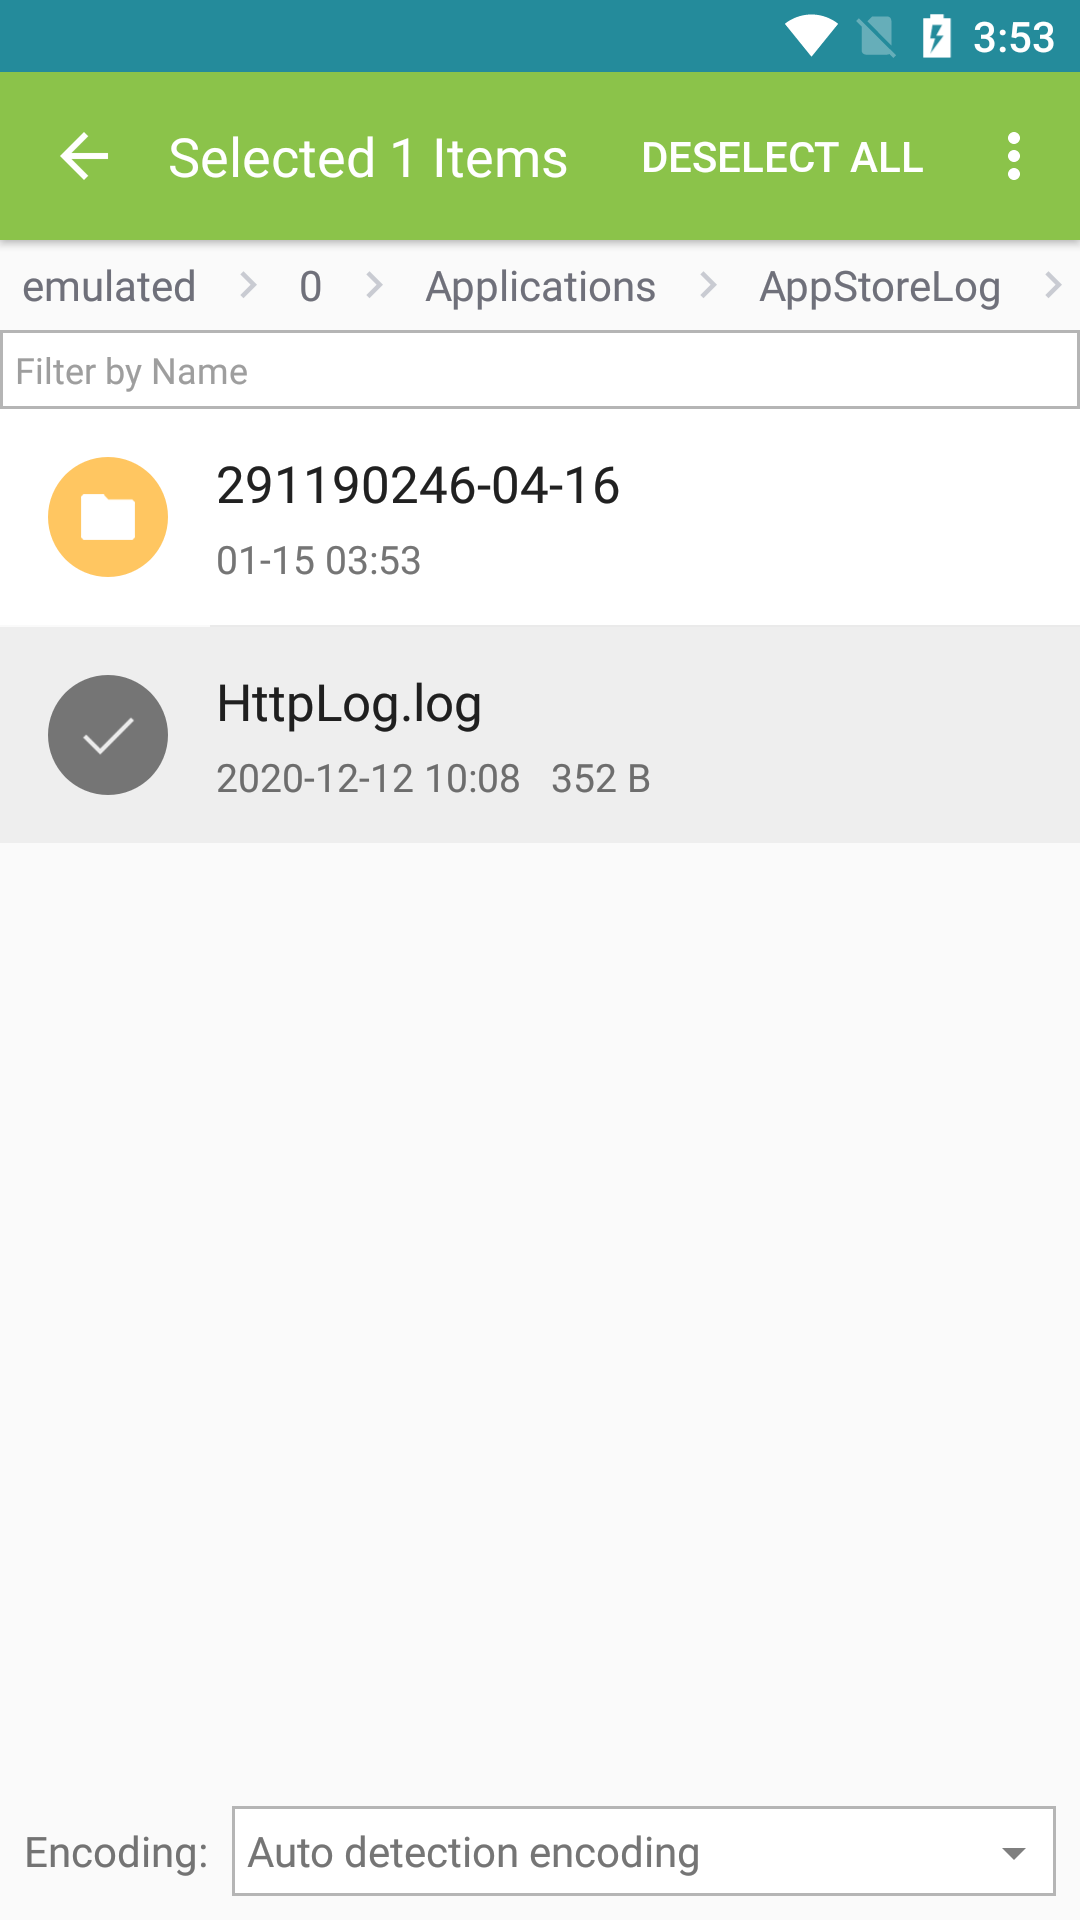 3:53
Selected 1 Items DESELECT ALL
emulated 0 Applications AppStoreLog
Filter by Name
291190246-04-16
01-15 03:53
HttpLog.log
2020-12-12 10:08 352 B
Encoding: Auto detection encoding